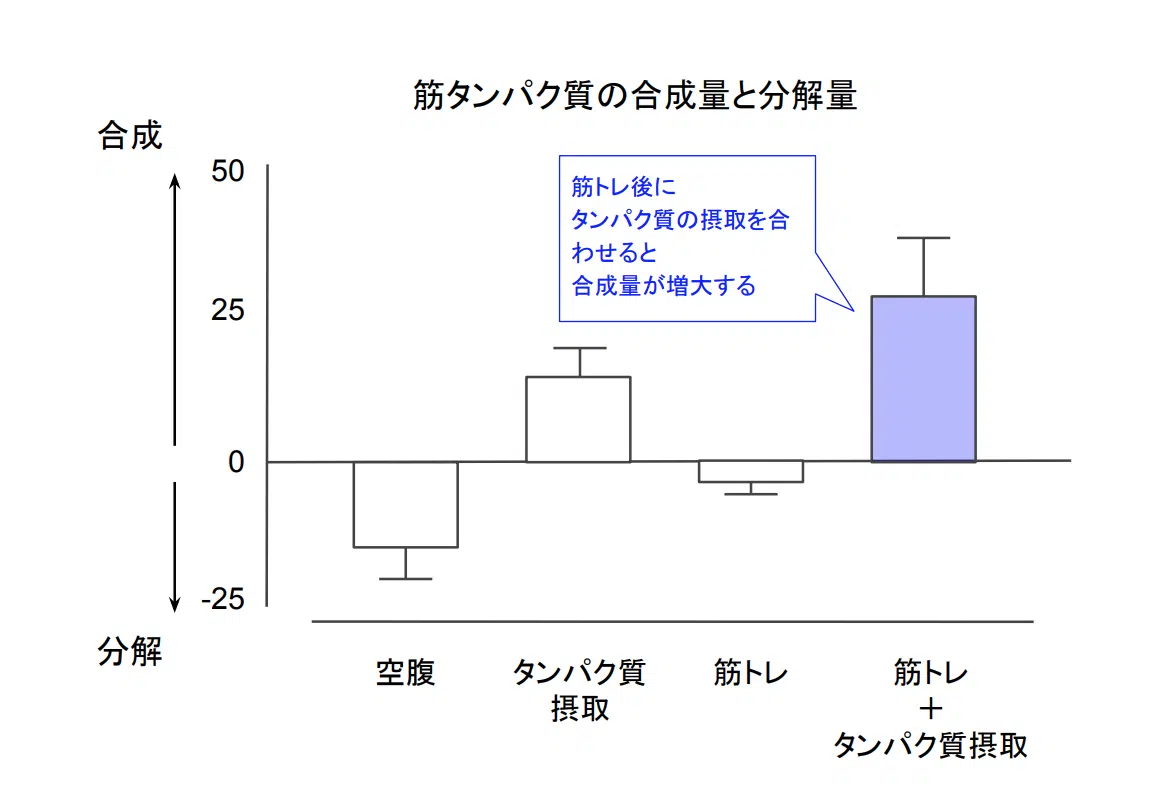 筋タンパク質の合成量と分解量
合成
50
筋トレ後に
タンパク質の摂取を合
わせると
合成量が増大する
25
0
-25
分解
空腹
タンパク質
摂取
筋トレ
筋トレ
＋
タンパク質摂取